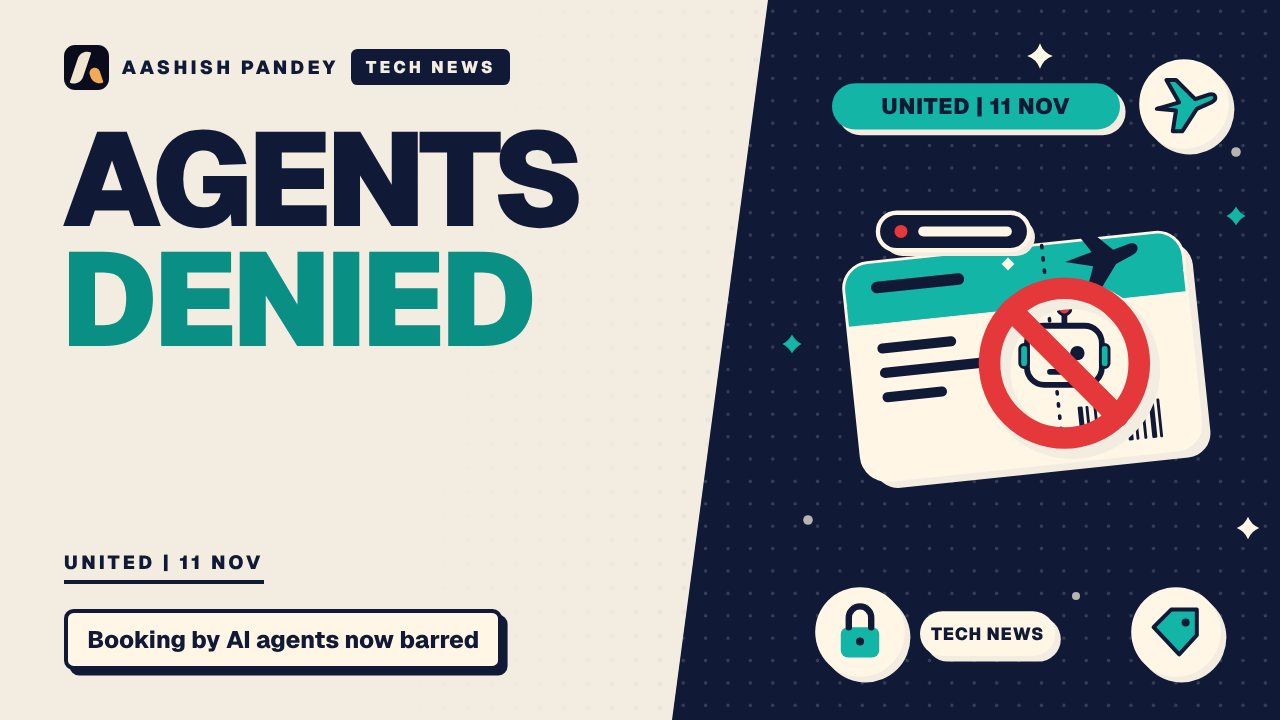 AASHISH PANDEY
TECH NEWS
AGENTS
DENIED
UNITED | 11 NOV
Booking by AI agents now barred
UNITED | 11 NOV
TECH NEWS